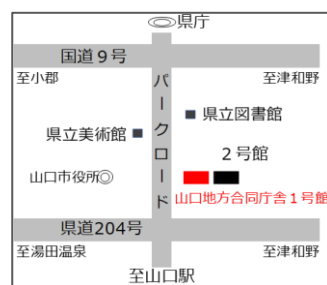 県庁
国道9号
至小郡
至津和野
パークロード
県立図書館
県立美術館
2号館
山口市役所
山口地方合同庁舎1号館
県道204号
至湯田温泉
至津和野
至山口駅